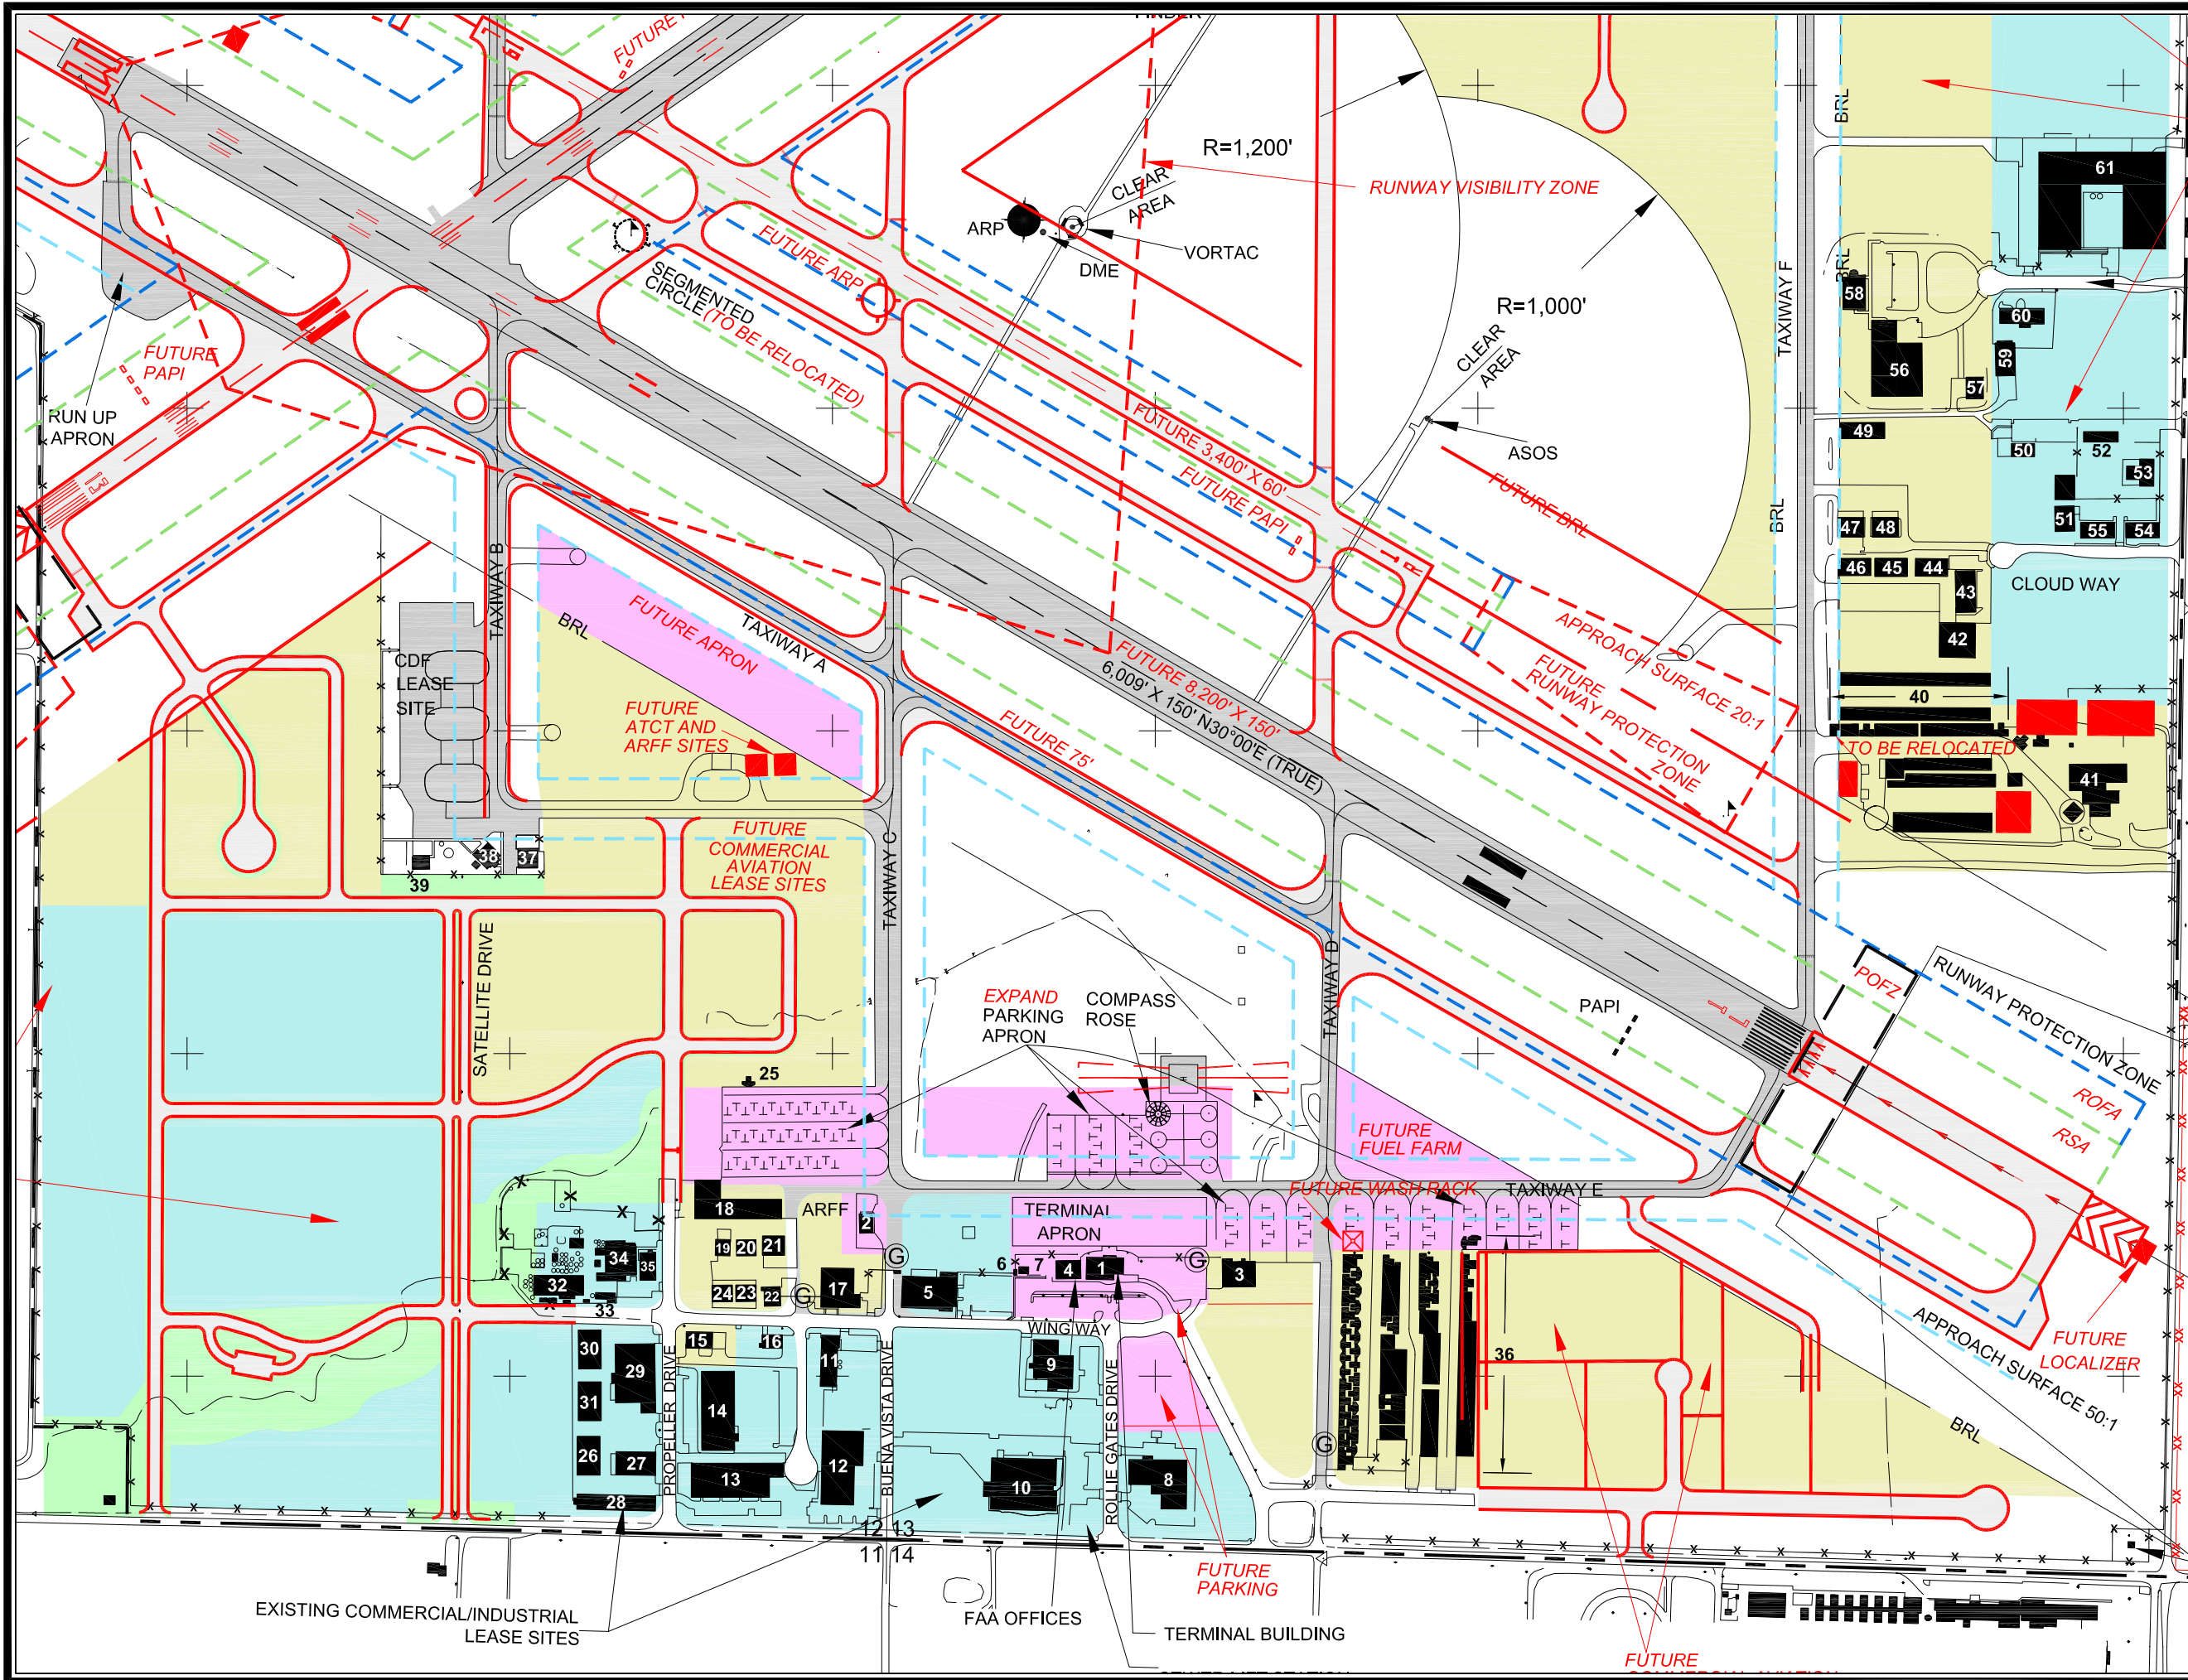 FUTURE
R=1,200'
RUNWAY VISIBILITY ZONE
CLEAR
AREA
ARP
VORTAC
DME
FUTURE ARP
SEGMENTED
CIRCLE (TO BE RELOCATED)
R=1,000'
CLEAR
AREA
ASOS
FUTURE
PAPI
RUN UP
APRON
FUTURE 3,400' X 60'
FUTURE PAPI
FUTURE BRL
TAXIWAY F
BRL
BRL
BRL
BRL
61
58
60
59
56
57
49
50
52
53
51
55
54
47
48
46
45
44
43
42
CLOUD WAY
40
TO BE RELOCATED
41
TAXIWAY B
BRL
FUTURE APRON
TAXIWAY A
CDF
LEASE
SITE
FUTURE
ATCT AND
ARFF SITES
FUTURE 8,200' X 150'
6,009' X 150' N30°00'E (TRUE)
FUTURE 75'
APPROACH SURFACE 20:1
FUTURE
RUNWAY PROTECTION
ZONE
38
37
39
FUTURE
COMMERCIAL
AVIATION
LEASE SITES
TAXIWAY C
TAXIWAY D
SATELLITE DRIVE
EXPAND
PARKING
APRON
COMPASS
ROSE
PAPI
POFZ
RUNWAY PROTECTION ZONE
ROFA
RSA
25
FUTURE
FUEL FARM
FUTURE WASH RACK
TAXIWAY E
18
ARFF
2
TERMINAL
APRON
19
20
21
34
35
32
33
24
23
22
G
17
G
5
6
7
4
1
G
3
WING WAY
30
29
31
26
27
28
15
16
11
14
13
12
9
10
8
36
G
PROPELLER DRIVE
BUENA VISTA DRIVE
ROLLIE GATES DRIVE
APPROACH SURFACE 50:1
BRL
FUTURE
LOCALIZER
12 13
11 14
EXISTING COMMERCIAL/INDUSTRIAL
LEASE SITES
FAA OFFICES
TERMINAL BUILDING
FUTURE
PARKING
FUTURE